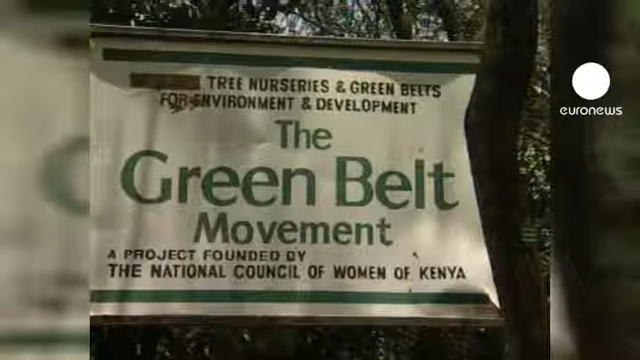 TREE NURSERIES & GREEN BELTS
FOR ENVIRONMENT & DEVELOPMENT
The
Green Belt
Movement
A PROJECT FOUNDED BY
THE NATIONAL COUNCIL OF WOMEN OF KENYA
euronews